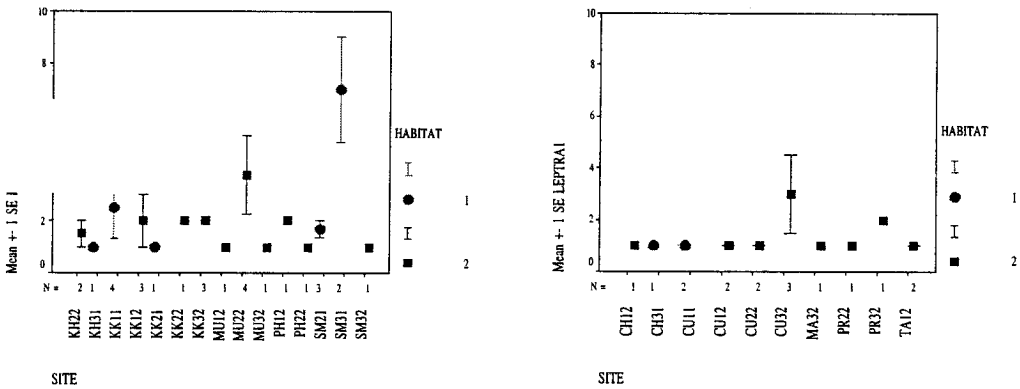 10
8
2
0
Mean +- 1 SE
HABITAT
1
2
N = 2 1 4 3 1 1 3 1 4 1 1 1 3 2 1
KH22 KH31 KK11 KK12 KK21 KK22 KK32 MU12 MU22 MU32 PH12 PH22 SM21 SM31 SM32
SITE
10
8
6
4
2
0
Mean +- 1 SE LEPTRA1
HABITAT
1
2
N = 1 1 2 2 2 3 1 1 1 2
CH12 CH31 CU11 CU12 CU22 CU32 MA32 PR22 PR32 TA12
SITE